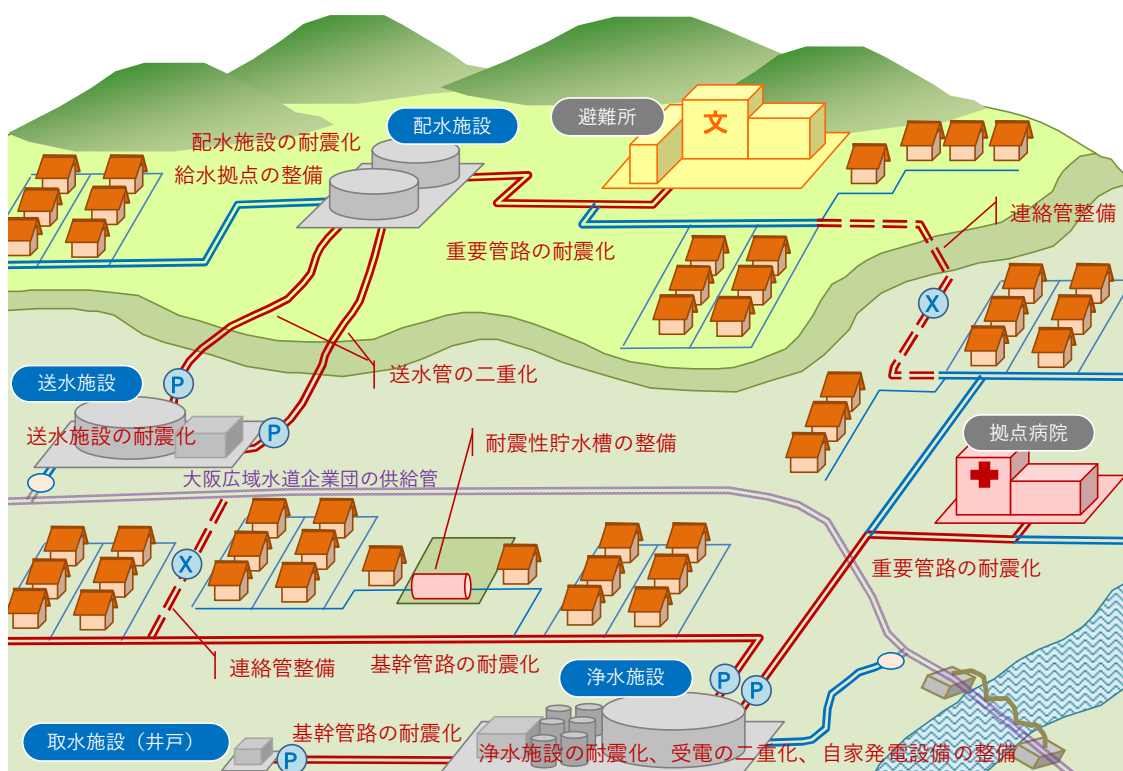 配水施設
避難所
文
配水施設の耐震化
給水拠点の整備
連絡管整備
重要管路の耐震化
X
送水施設
P
送水管の二重化
P
送水施設の耐震化
耐震性貯水槽の整備
拠点病院
大阪広域水道企業団の供給管
X
重要管路の耐震化
連絡管整備
基幹管路の耐震化
浄水施設
P
P
取水施設（井戸）
基幹管路の耐震化
P
浄水施設の耐震化、受電の二重化、自家発電設備の整備